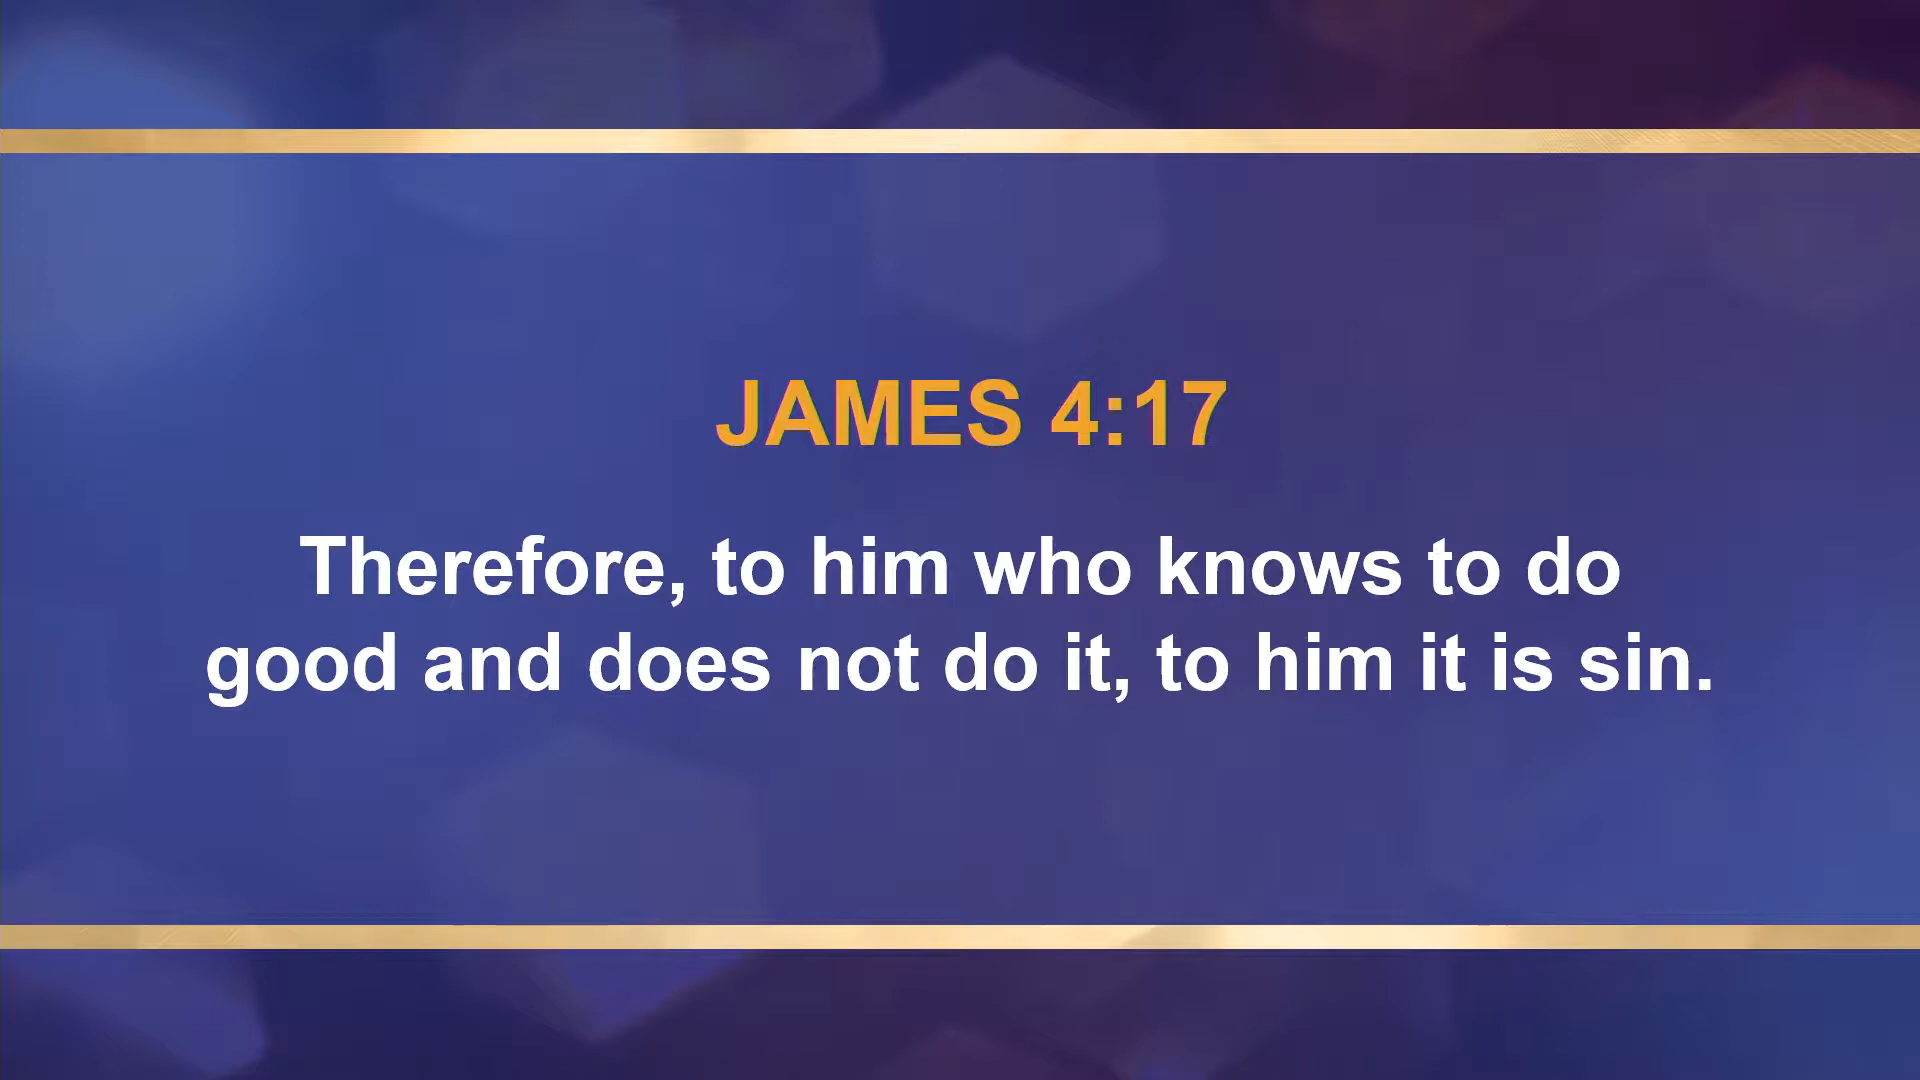 JAMES 4:17
Therefore, to him who knows to do
good and does not do it, to him it is sin.